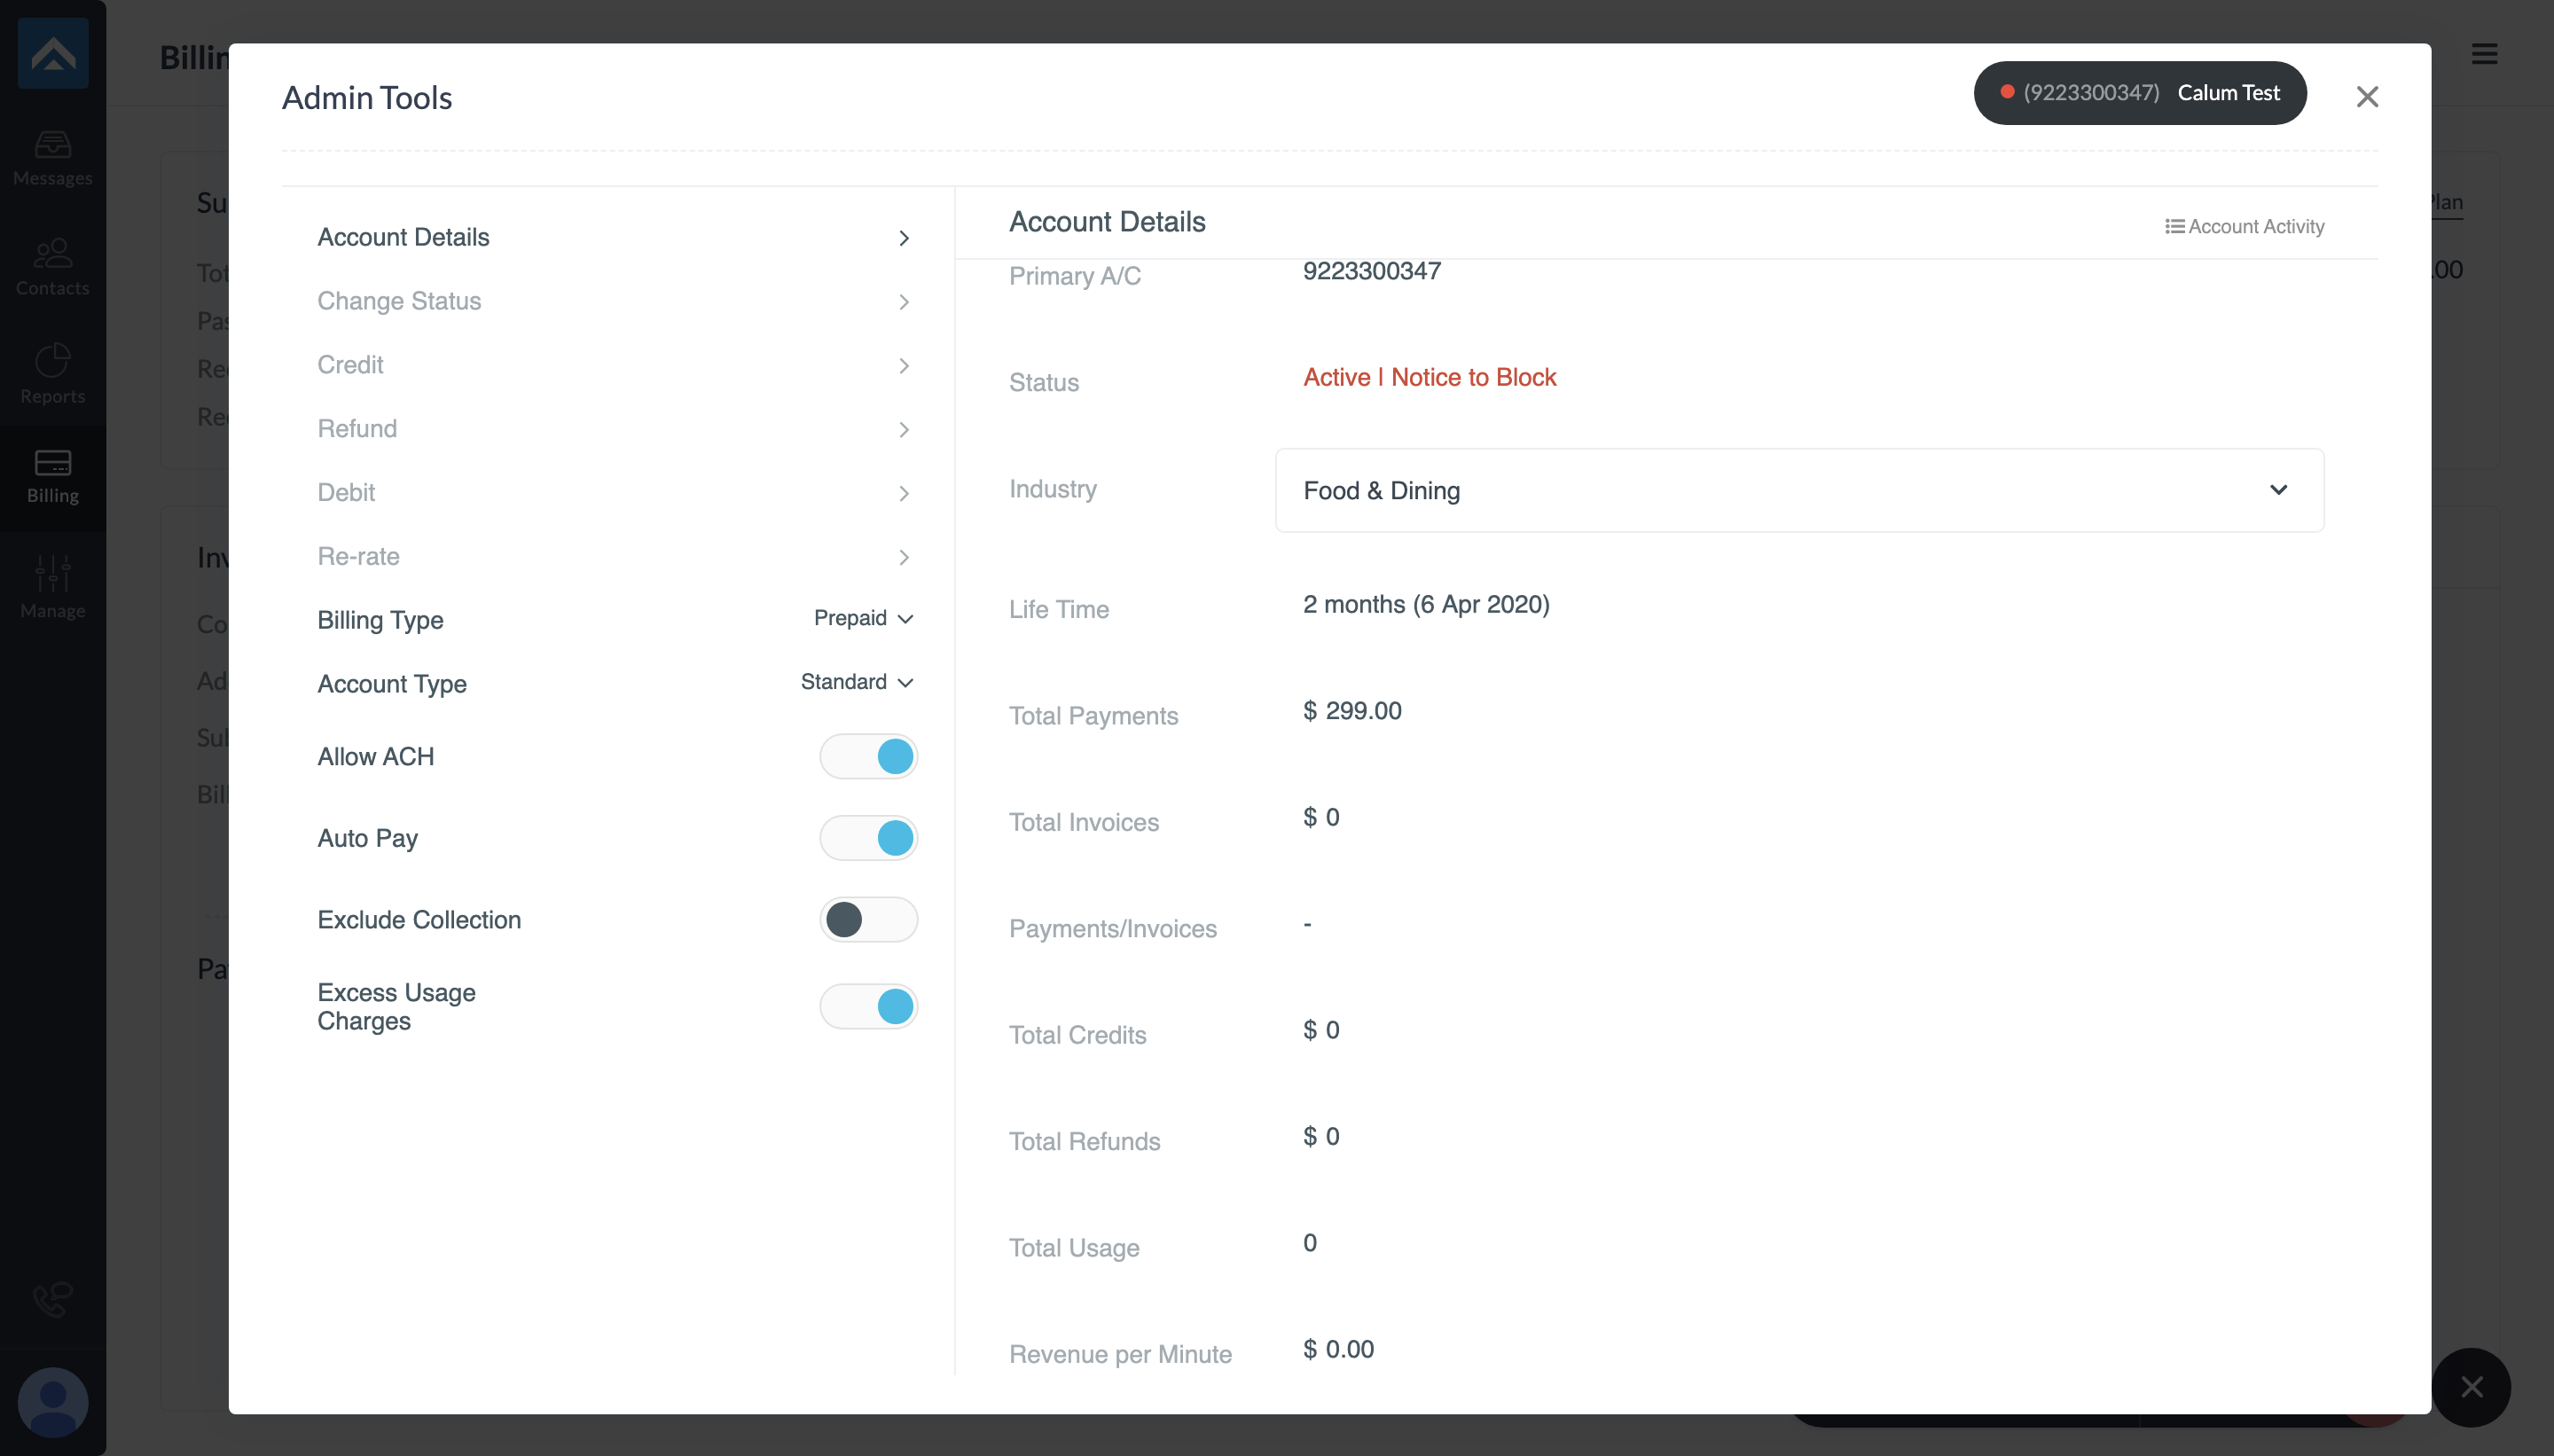 Billin
Admin Tools
(9223300347) Calum Test
Messages
Contacts
Reports
Billing
Manage
Su
Tot
Pas
Re
Re
Inv
Co
Ad
Sub
Bill
Pa
Account Details
Change Status
Credit
Refund
Debit
Re-rate
Billing Type Prepaid
Account Type Standard
Allow ACH
Auto Pay
Exclude Collection
Excess Usage
Charges
Account Details
Account Activity
Primary A/C 9223300347
Status Active | Notice to Block
Industry Food & Dining
Life Time 2 months (6 Apr 2020)
Total Payments $ 299.00
Total Invoices $ 0
Payments/Invoices -
Total Credits $ 0
Total Refunds $ 0
Total Usage 0
Revenue per Minute $ 0.00
Plan
.00